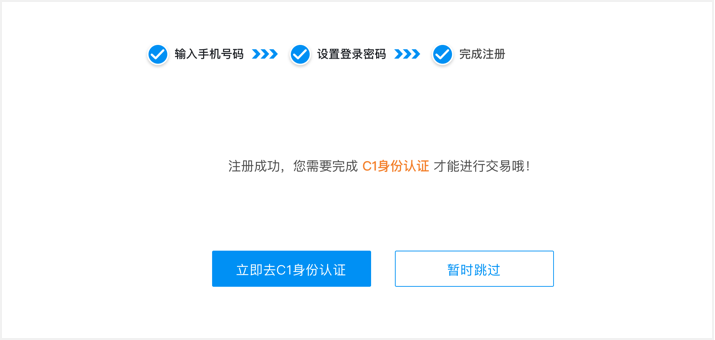 输入手机号码 设置登录密码 完成注册
注册成功，您需要完成 C1身份认证 才能进行交易哦！
立即去C1身份认证 暂时跳过